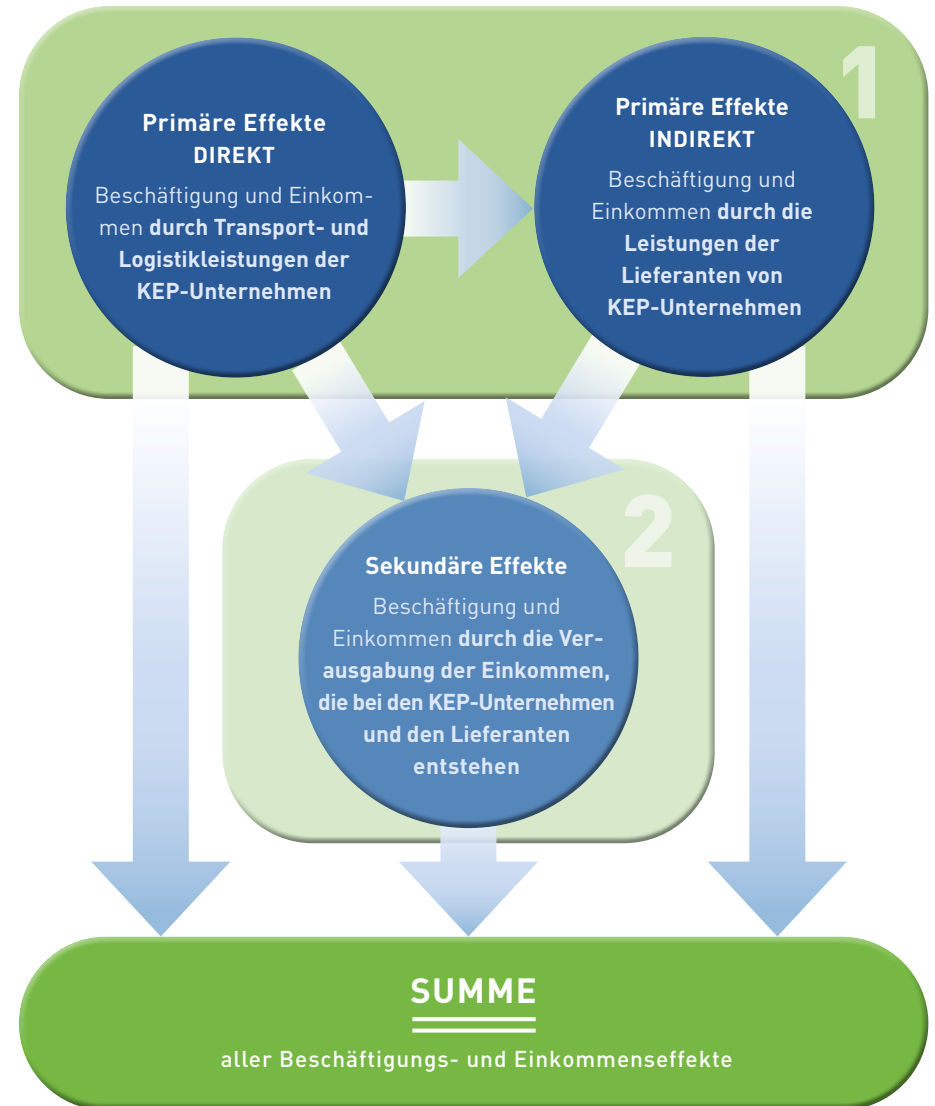 1
Primäre Effekte
DIREKT
Beschäftigung und Einkom-
men durch Transport- und
Logistikleistungen der
KEP-Unternehmen
Primäre Effekte
INDIREKT
Beschäftigung und
Einkommen durch die
Leistungen der
Lieferanten von
KEP-Unternehmen
2
Sekundäre Effekte
Beschäftigung und
Einkommen durch die Ver-
ausgabung der Einkommen,
die bei den KEP-Unternehmen
und den Lieferanten
entstehen
SUMME
aller Beschäftigungs- und Einkommenseffekte